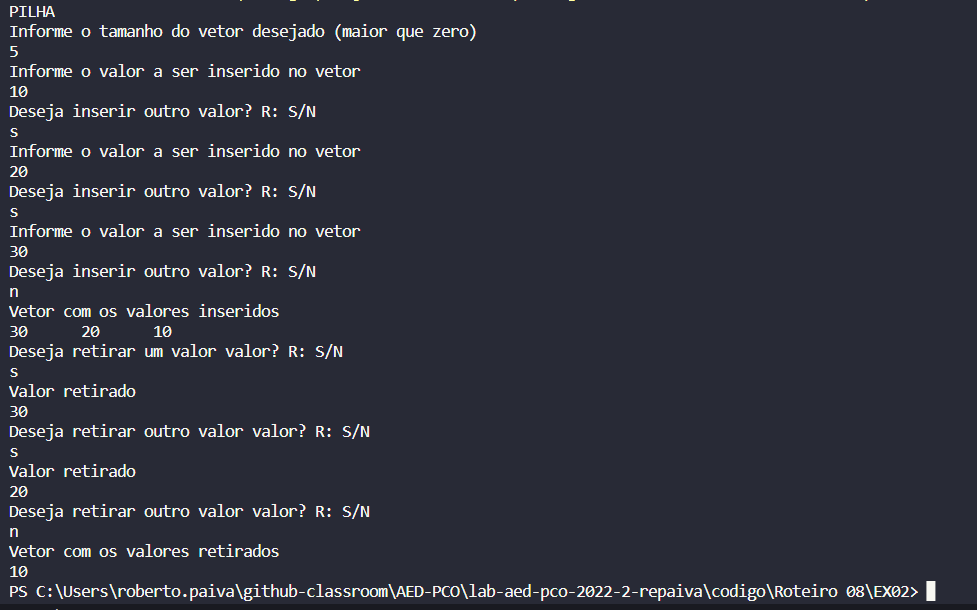 PILHA
Informe o tamanho do vetor desejado (maior que zero)
5
Informe o valor a ser inserido no vetor
10
Deseja inserir outro valor? R: S/N
s
Informe o valor a ser inserido no vetor
20
Deseja inserir outro valor? R: S/N
s
Informe o valor a ser inserido no vetor
30
Deseja inserir outro valor? R: S/N
n
Vetor com os valores inseridos
30      20      10
Deseja retirar um valor valor? R: S/N
s
Valor retirado
30
Deseja retirar outro valor valor? R: S/N
s
Valor retirado
20
Deseja retirar outro valor valor? R: S/N
n
Vetor com os valores retirados
10
PS C:\Users\roberto.paiva\github-classroom\AED-PCO\lab-aed-pco-2022-2-repaiva\codigo\Roteiro 08\EX02>